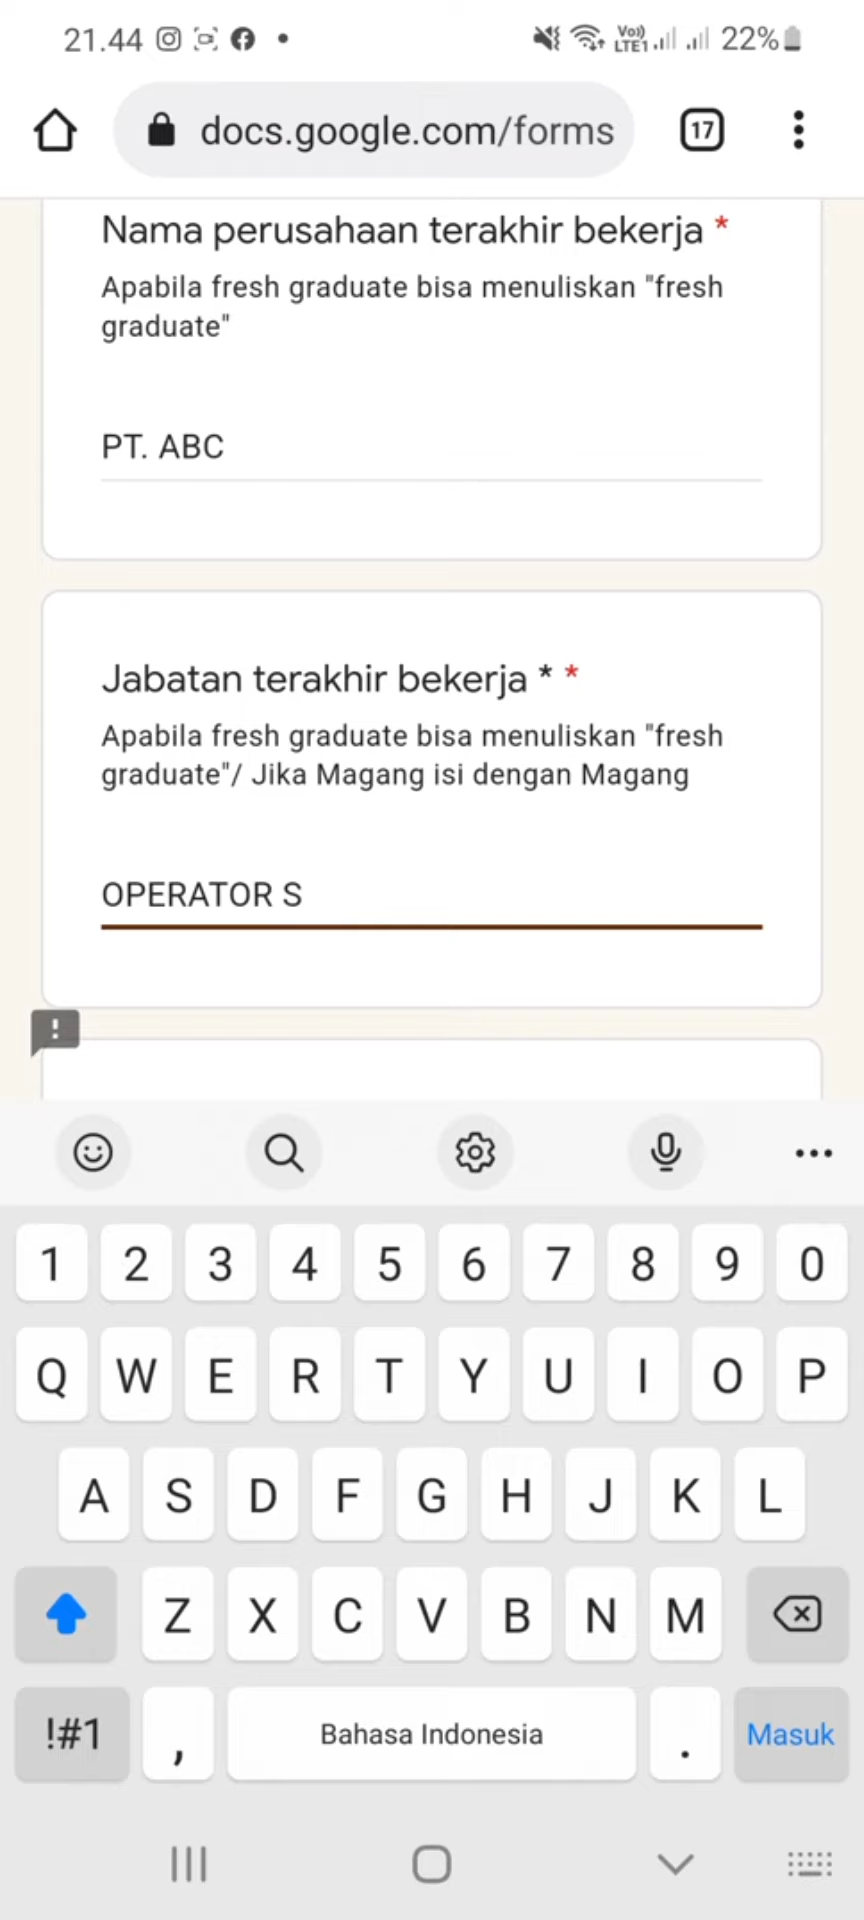 21.44 22%
Vo)) LTE1
docs.google.com/forms 17
Nama perusahaan terakhir bekerja *
Apabila fresh graduate bisa menuliskan "fresh
graduate"
PT. ABC
Jabatan terakhir bekerja * *
Apabila fresh graduate bisa menuliskan "fresh
graduate"/ Jika Magang isi dengan Magang
OPERATOR S
!
1 2 3 4 5 6 7 8 9 0
Q W E R T Y U I O P
A S D F G H J K L
Z X C V B N M
!#1 , Bahasa Indonesia . Masuk